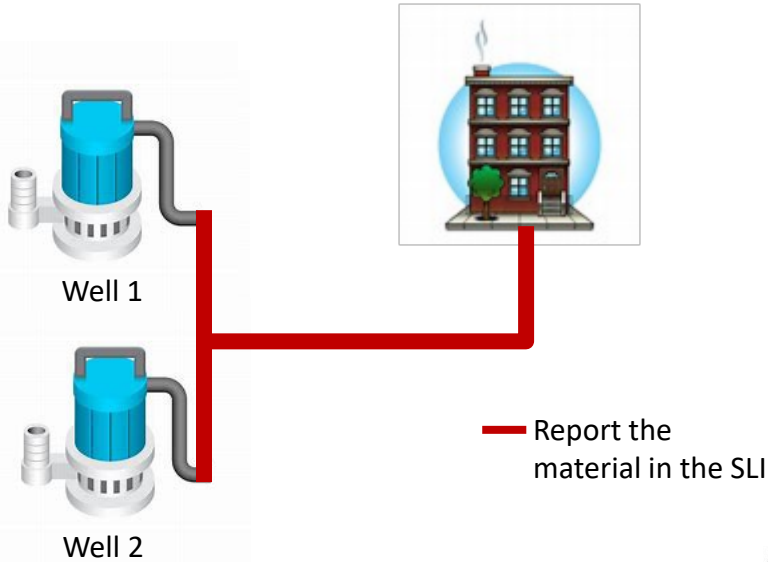 Well 1
Report the
material in the SLI
Well 2